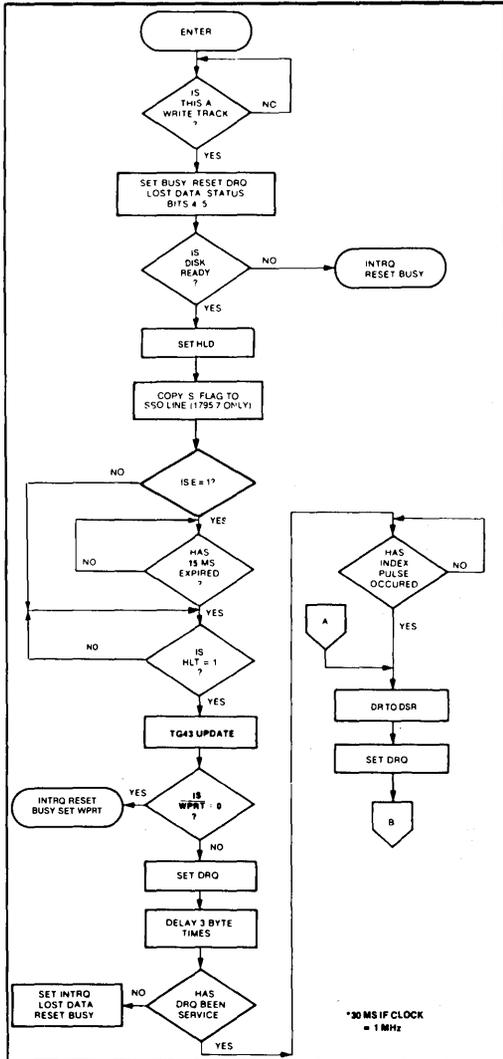 ENTER
IS
THIS A
WRITE TRACK
?
NC
YES
SET BUSY RESET DRQ
LOST DATA STATUS
BITS 4 5
IS
DISK
READY
?
NO
INTRQ
RESET BUSY
YES
SET HLD
COPY S FLAG TO
SSO LINE (1795 7 ONLY)
IS E = 1?
NO
YES
HAS
15 MS
EXPIRED
?
NO
YES
IS
HLT = 1
?
NO
YES
TG43 UPDATE
IS
WPRT 0
?
YES
INTRQ RESET
BUSY SET WPRT
NO
SET DRQ
DELAY 3 BYTE
TIMES
HAS
DRQ BEEN
SERVICE
NO
SET INTRQ
LOST DATA
RESET BUSY
YES
HAS
INDEX
PULSE
OCCURED
NO
YES
A
DR TO DSR
SET DRQ
B
*30 MS IF CLOCK
= 1 MHz